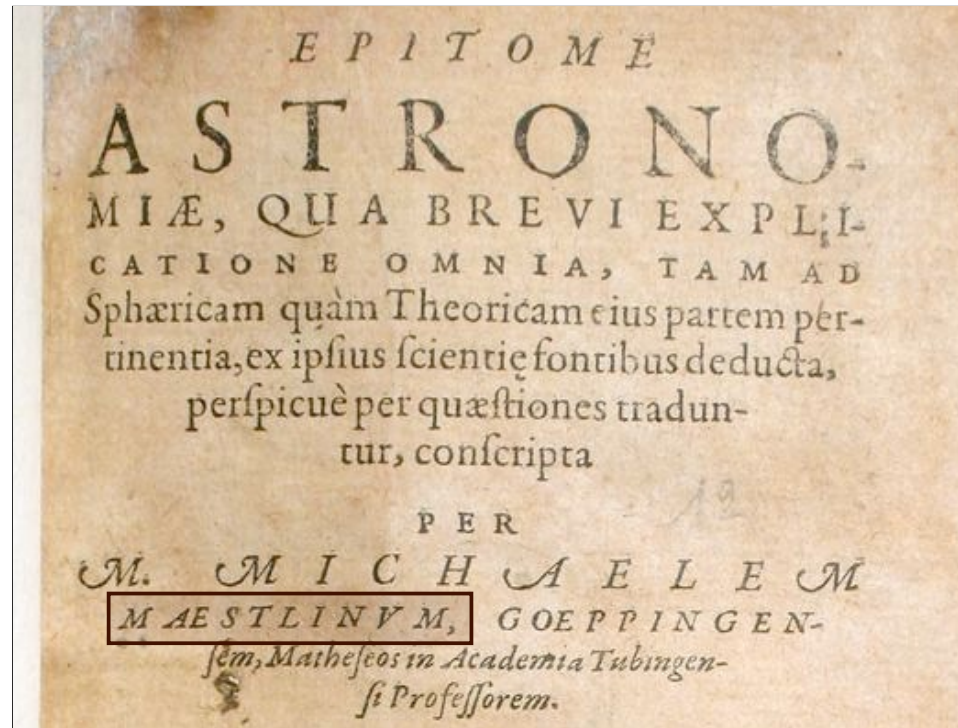 EPITOME
ASTRONO-
MIÆ, QUA BREVI EXPLI-
CATIONE OMNIA, TAM AD
Sphæricam quàm Theoricam eius partem per-
tinentia, ex ipſius ſcientię fontibus deducta,
perſpicuè per quæſtiones tradun-
tur, conſcripta
PER
M. MICHAELEM
MAESTLINVM, GOEPPINGEN-
ſem, Matheſeos in Academia Tubingen-
ſi Profeſſorem.
12